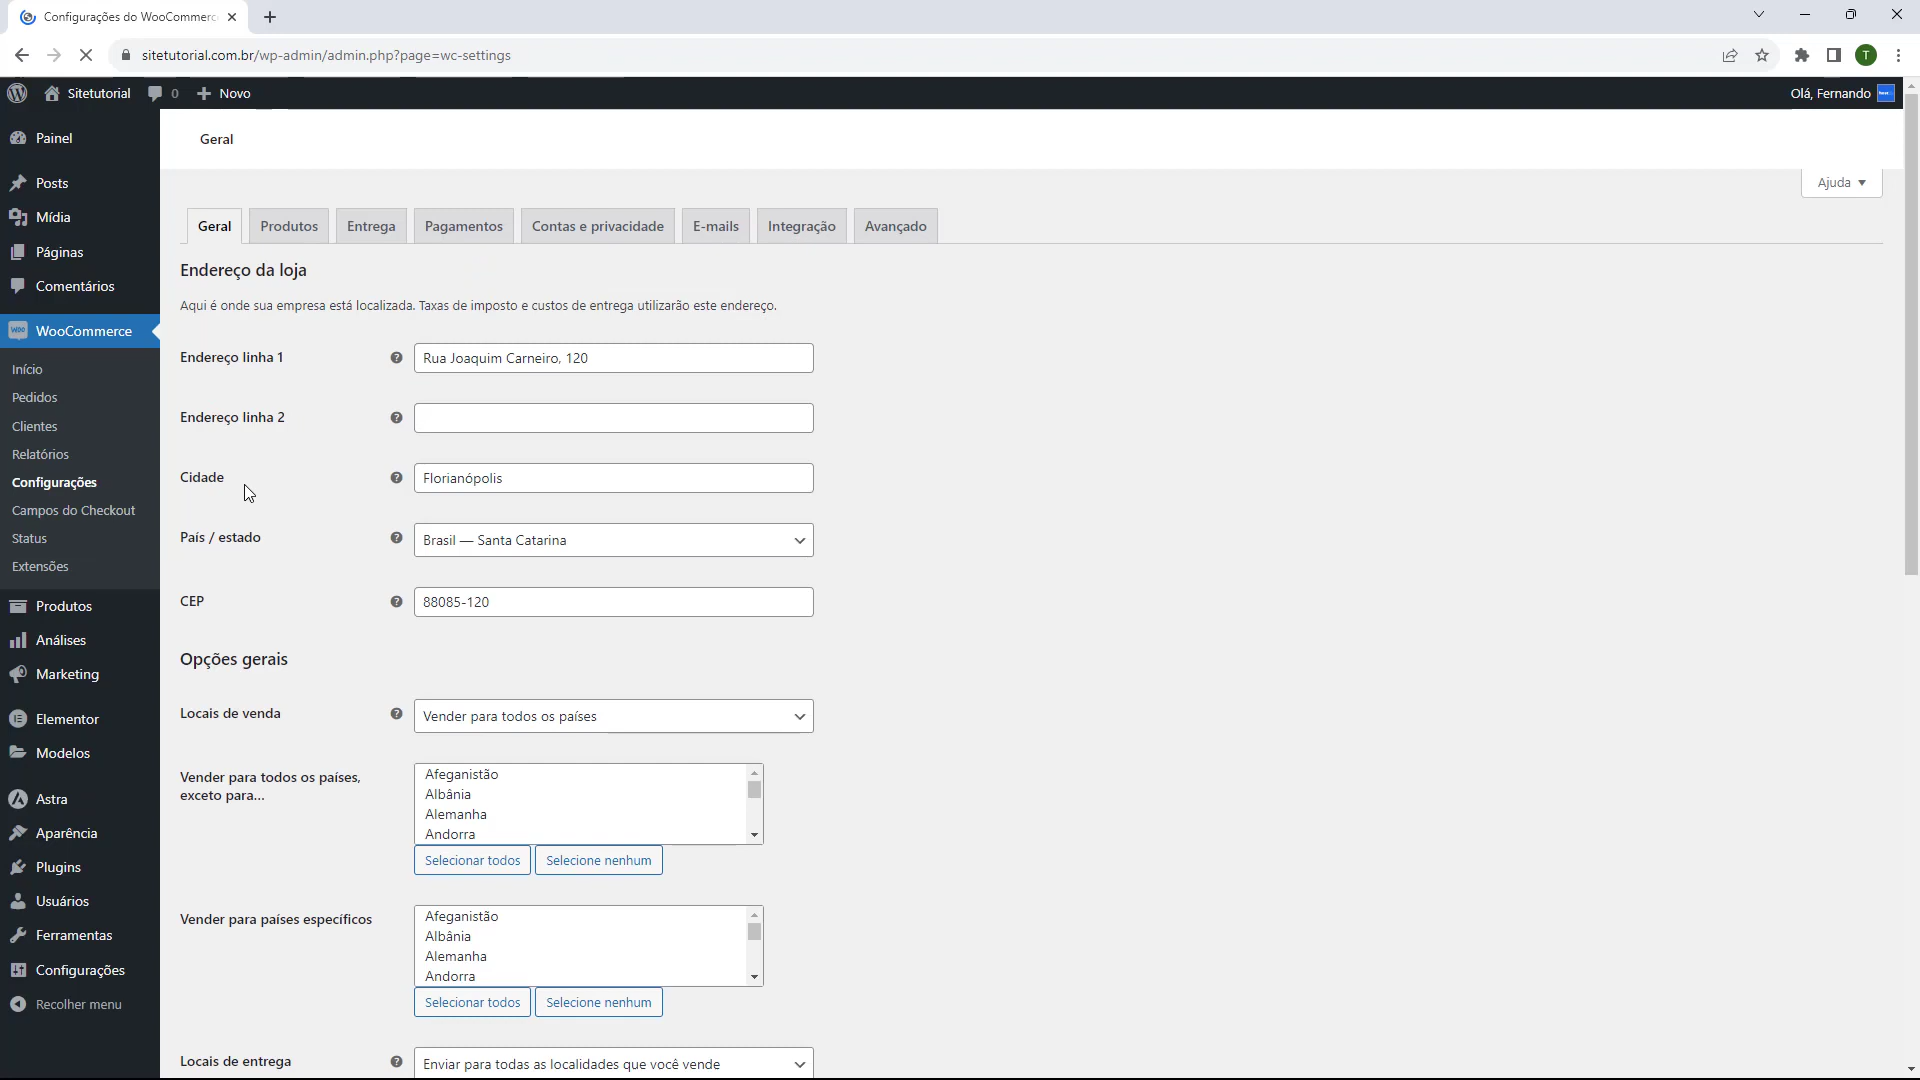 Configurações do WooCommerc
sitetutorial.com.br/wp-admin/admin.php?page=wc-settings
T
Sitetutorial
0
Novo
Olá, Fernando
Painel
Posts
Mídia
Páginas
Comentários
WooCommerce
Início
Pedidos
Clientes
Relatórios
Configurações
Campos do Checkout
Status
Extensões
Produtos
Análises
Marketing
Elementor
Modelos
Astra
Aparência
Plugins
Usuários
Ferramentas
Configurações
Recolher menu
Geral
Ajuda
Geral Produtos Entrega Pagamentos Contas e privacidade E-mails Integração Avançado
Endereço da loja
Aqui é onde sua empresa está localizada. Taxas de imposto e custos de entrega utilizarão este endereço.
Endereço linha 1 Rua Joaquim Carneiro, 120
Endereço linha 2
Cidade Florianópolis
País / estado Brasil — Santa Catarina
CEP 88085-120
Opções gerais
Locais de venda Vender para todos os países
Vender para todos os países,
exceto para...
Afeganistão
Albânia
Alemanha
Andorra
Selecionar todos Selecione nenhum
Vender para países específicos
Afeganistão
Albânia
Alemanha
Andorra
Selecionar todos Selecione nenhum
Locais de entrega Enviar para todas as localidades que você vende